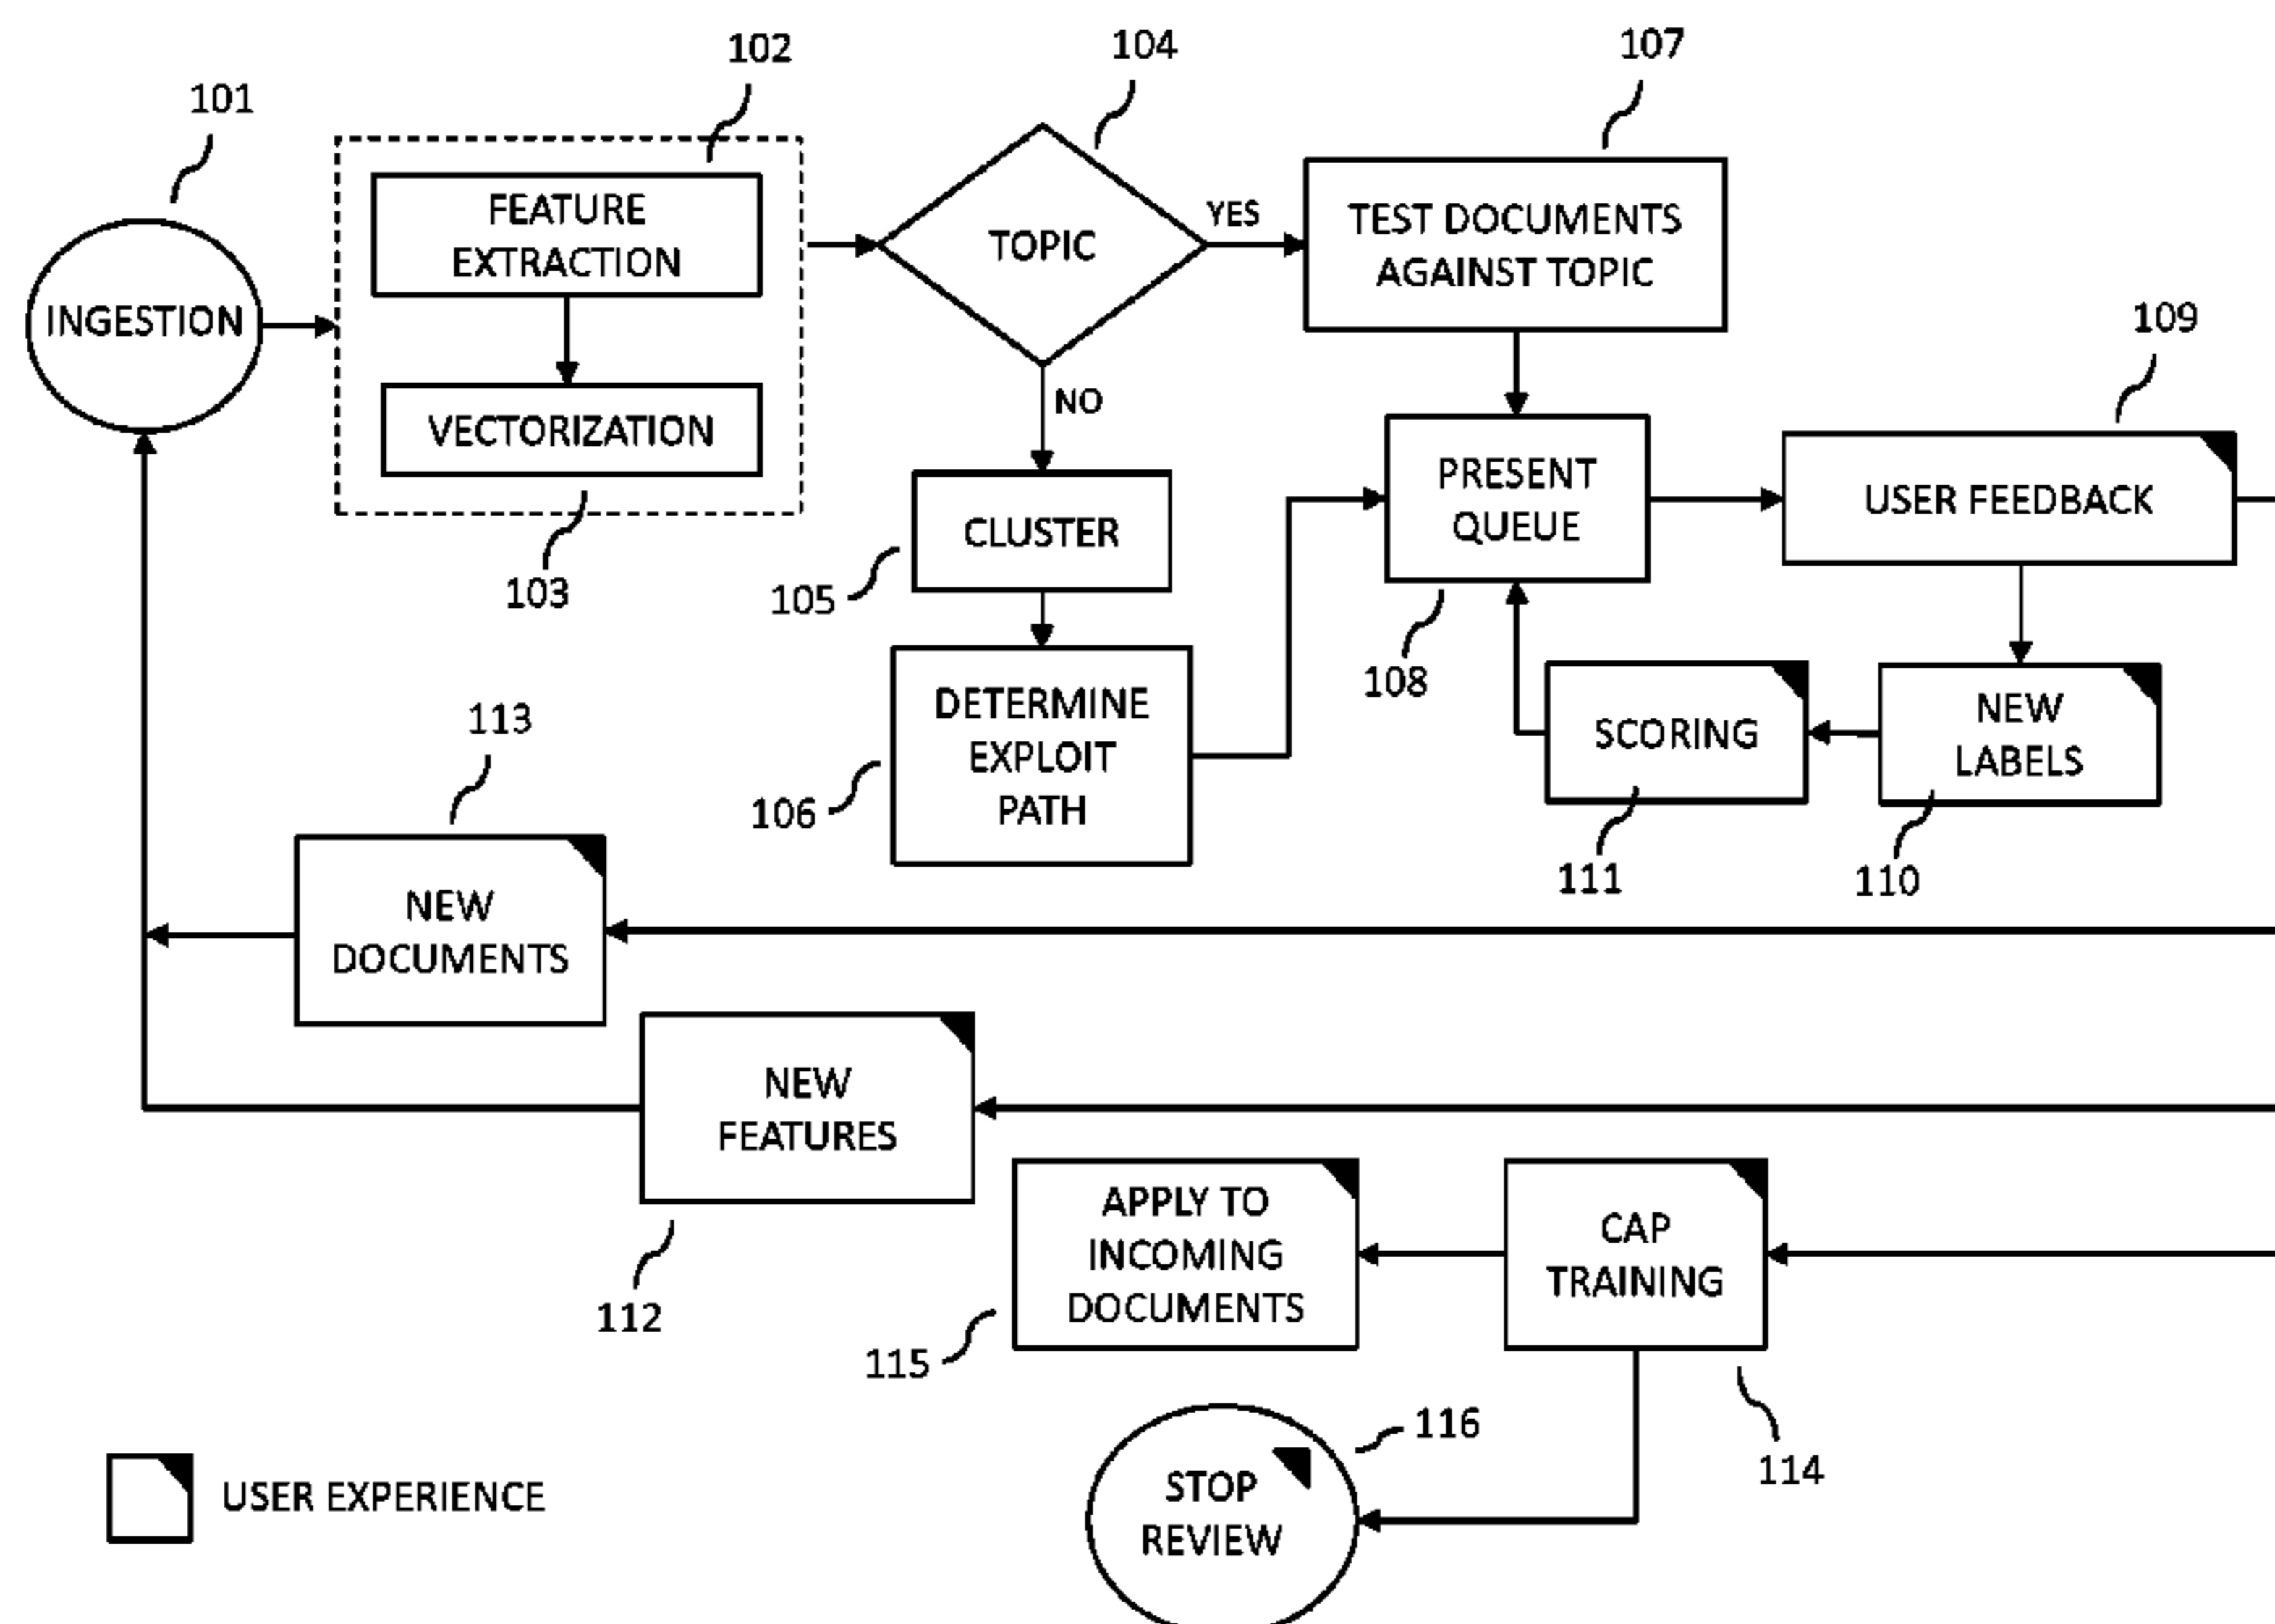 101
102
104
107
INGESTION
FEATURE
EXTRACTION
VECTORIZATION
103
TOPIC
YES
NO
TEST DOCUMENTS
AGAINST TOPIC
109
CLUSTER
105
PRESENT
QUEUE
108
USER FEEDBACK
DETERMINE
EXPLOIT
PATH
106
SCORING
111
NEW
LABELS
110
113
NEW
DOCUMENTS
NEW
FEATURES
112
APPLY TO
INCOMING
DOCUMENTS
115
CAP
TRAINING
114
116
STOP
REVIEW
USER EXPERIENCE